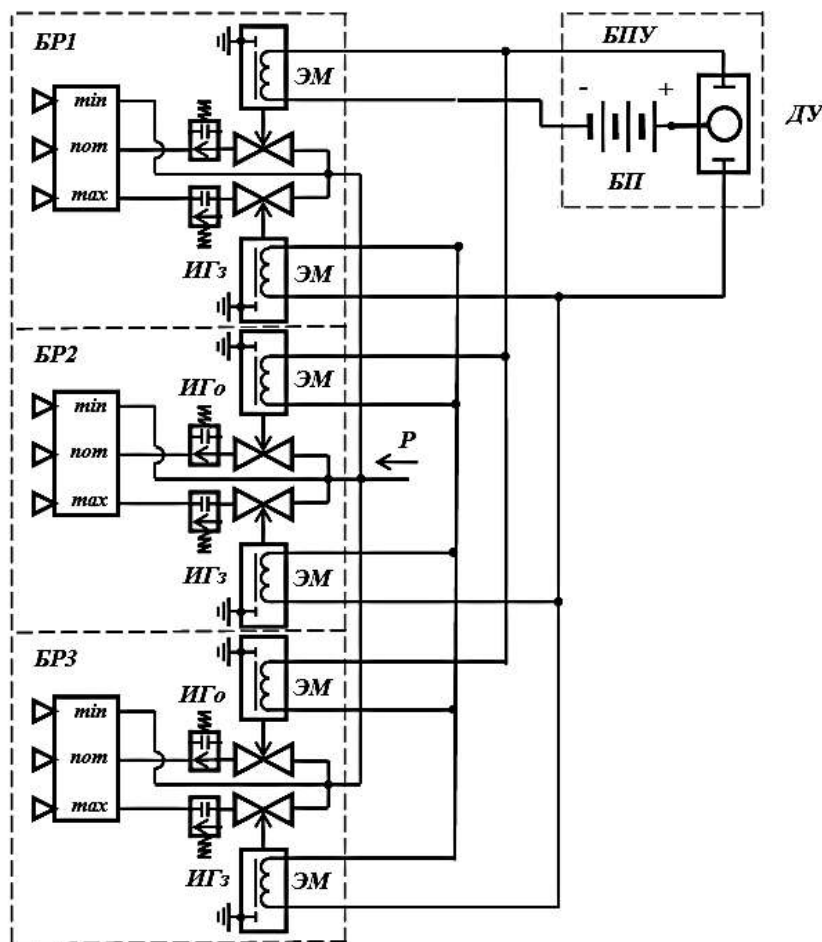 БР1
ЭМ
БПУ
min
- +
ДУ
nom
БП
max
ИГз
ЭМ
БР2
ИГо
ЭМ
min
P
nom
max
ИГз
ЭМ
БР3
ИГо
ЭМ
min
nom
max
ИГз
ЭМ